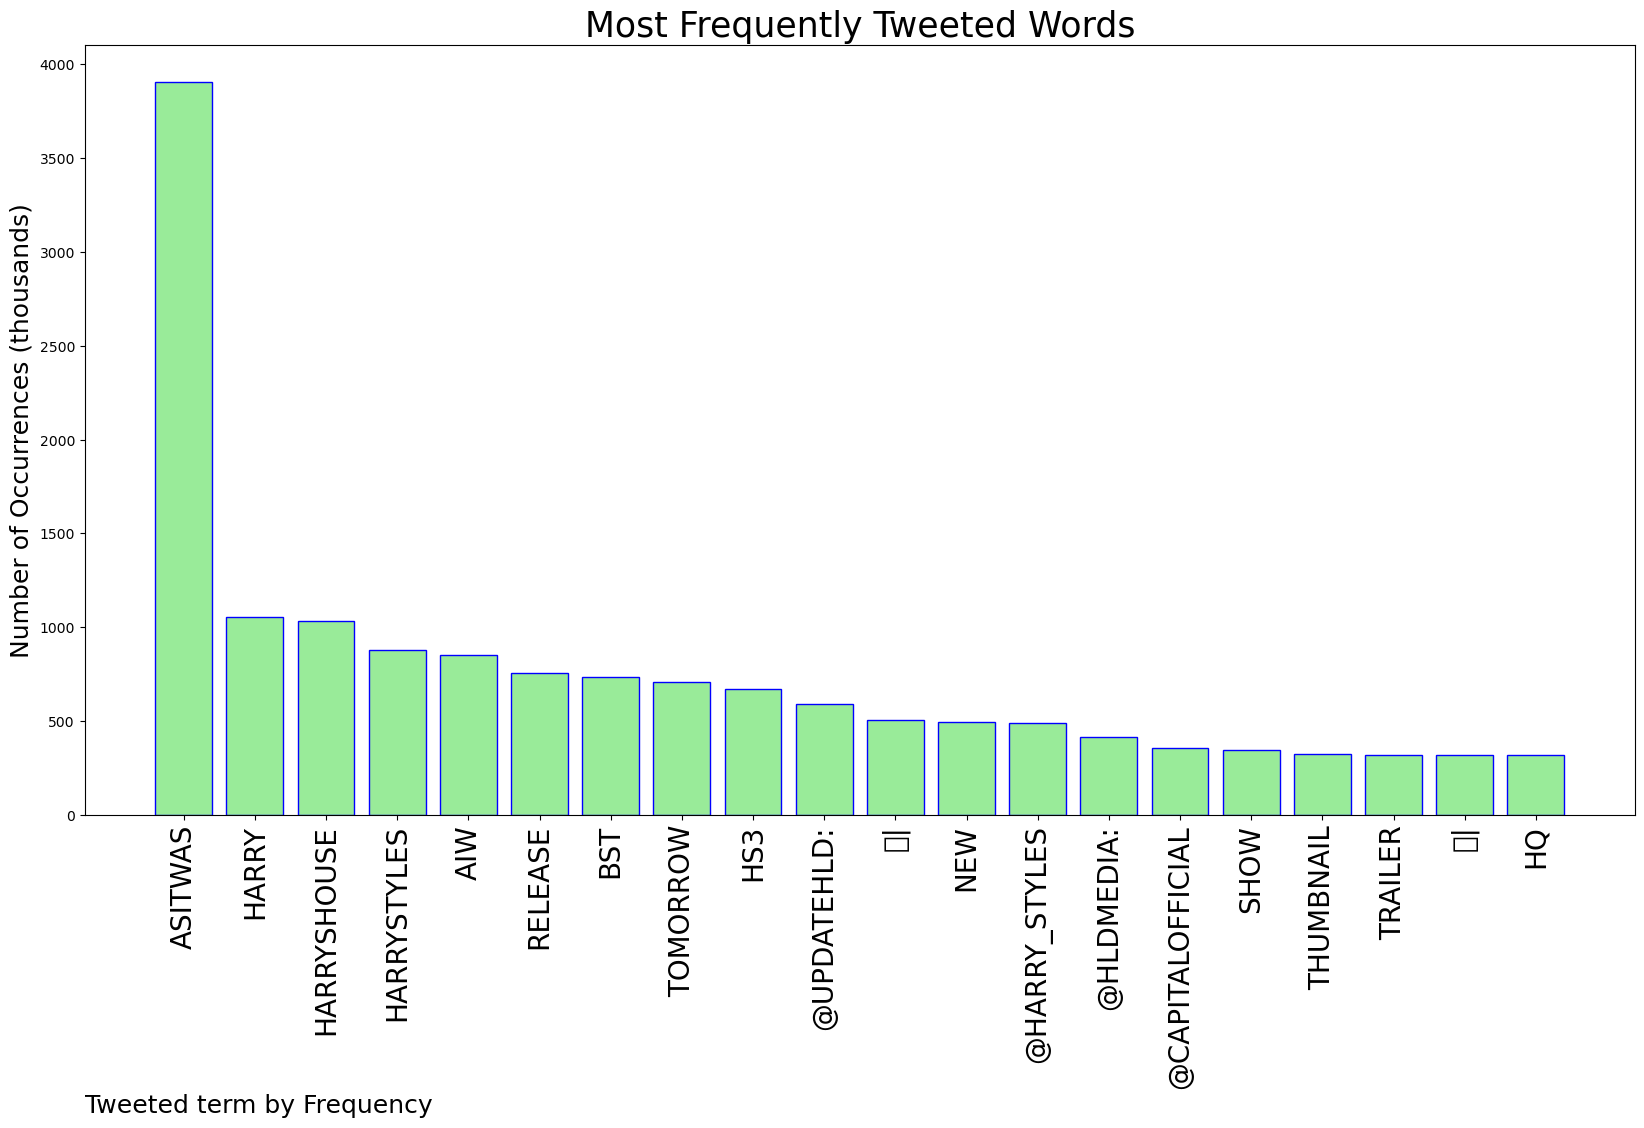 Most Frequently Tweeted Words
Number of Occurrences (thousands)
4000
3500
3000
2500
2000
1500
1000
500
0
ASITWAS
HARRY
HARRYSHOUSE
HARRYSTYLES
AIW
RELEASE
BST
TOMORROW
HS3
@UPDATEHLD:
▯|
NEW
@HARRY_STYLES
@HLDMEDIA:
@CAPITALOFFICIAL
SHOW
THUMBNAIL
TRAILER
▯|
HQ
Tweeted term by Frequency